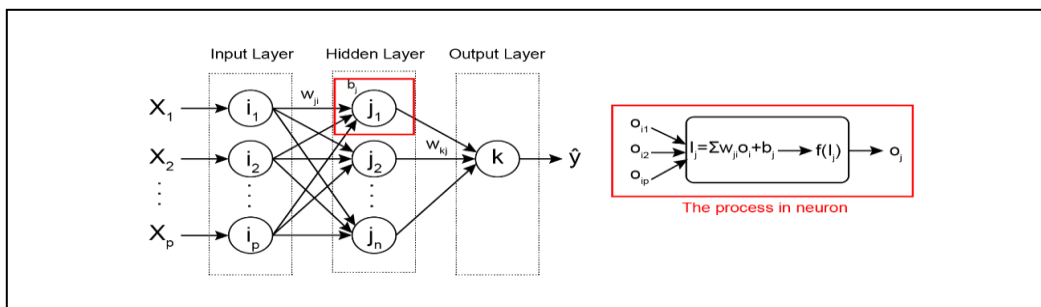 Input Layer Hidden Layer Output Layer
X₁ i₁ wⱼᵢ bⱼ j₁
X₂ i₂ j₂ wₖⱼ k ŷ
⋮ ⋮ ⋮
Xₚ iₚ jₙ
oᵢ₁
oᵢ₂ Iⱼ=Σwⱼᵢoᵢ+bⱼ f(Iⱼ) oⱼ
oᵢₚ
The process in neuron